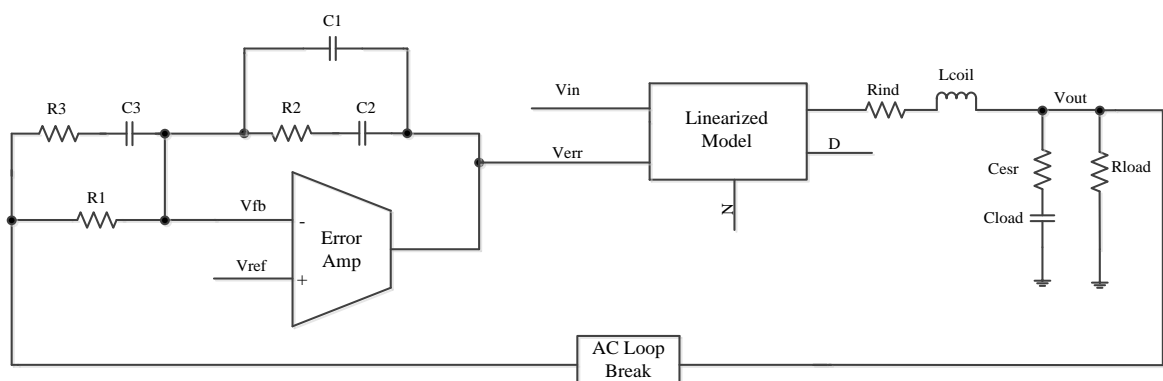 C1
R3
C3
R2
C2
R1
Vfb
-
Error
Amp
Vref
+
Verr
Vin
Linearized
Model
D
N
Rind
Lcoil
Vout
Cesr
Rload
Cload
AC Loop
Break